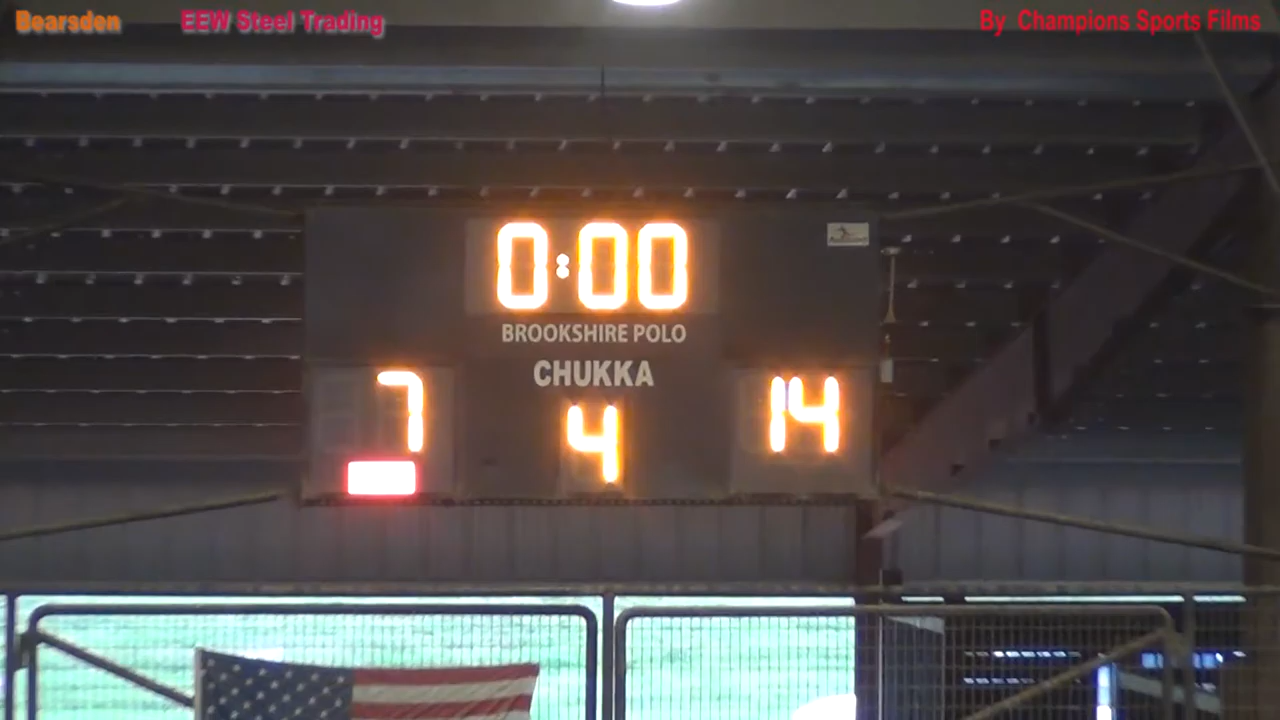 Bearsden EEW Steel Trading By Champions Sports Films
0:00
BROOKSHIRE POLO
CHUKKA
7 4 14